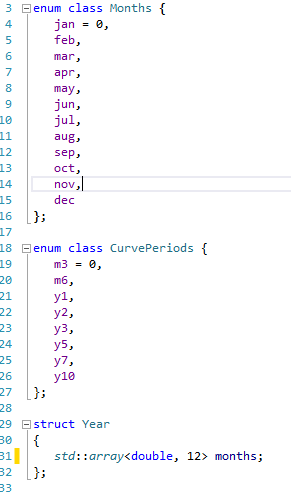 3 enum class Months {
4 jan = 0,
5 feb,
6 mar,
7 apr,
8 may,
9 jun,
10 jul,
11 aug,
12 sep,
13 oct,
14 nov,
15 dec
16 };
17
18 enum class CurvePeriods {
19 m3 = 0,
20 m6,
21 y1,
22 y2,
23 y3,
24 y5,
25 y7,
26 y10
27 };
28
29 struct Year
30 {
31 std::array<double, 12> months;
32 };
33